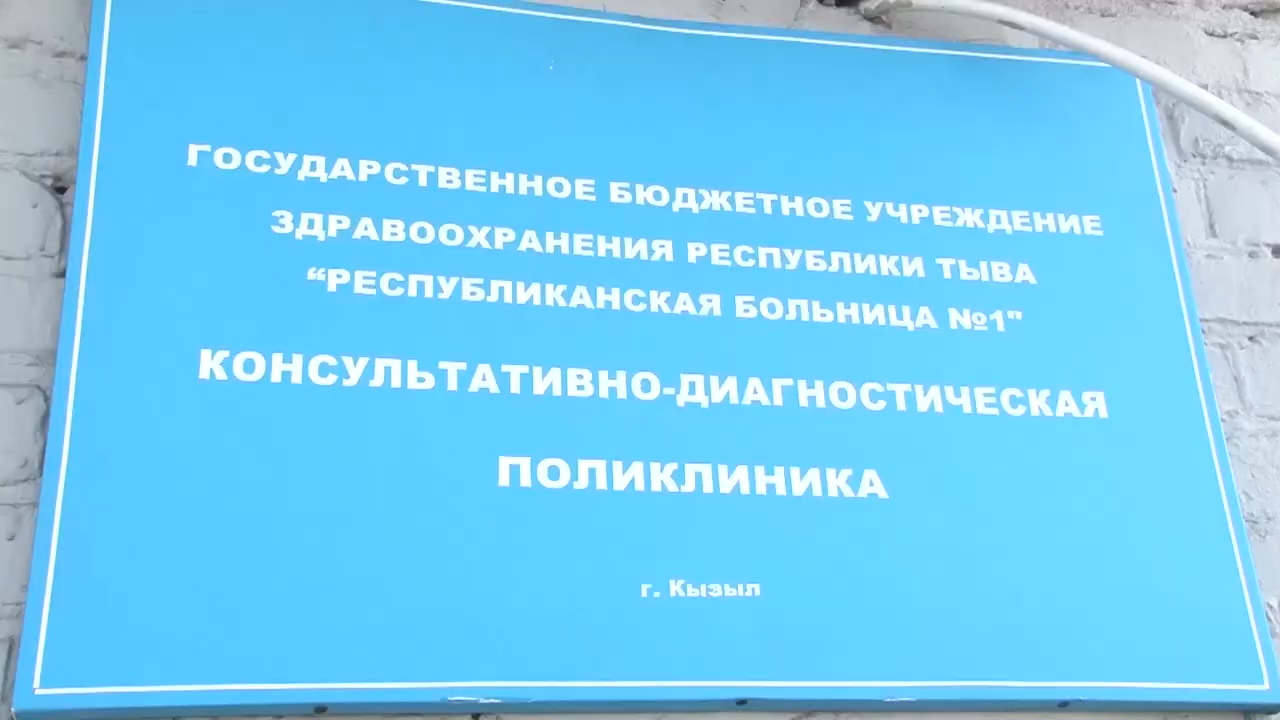 ГОСУДАРСТВЕННОЕ БЮДЖЕТНОЕ УЧРЕЖДЕНИЕ
ЗДРАВООХРАНЕНИЯ РЕСПУБЛИКИ ТЫВА
“РЕСПУБЛИКАНСКАЯ БОЛЬНИЦА №1"
КОНСУЛЬТАТИВНО-ДИАГНОСТИЧЕСКАЯ
ПОЛИКЛИНИКА
г. Кызыл